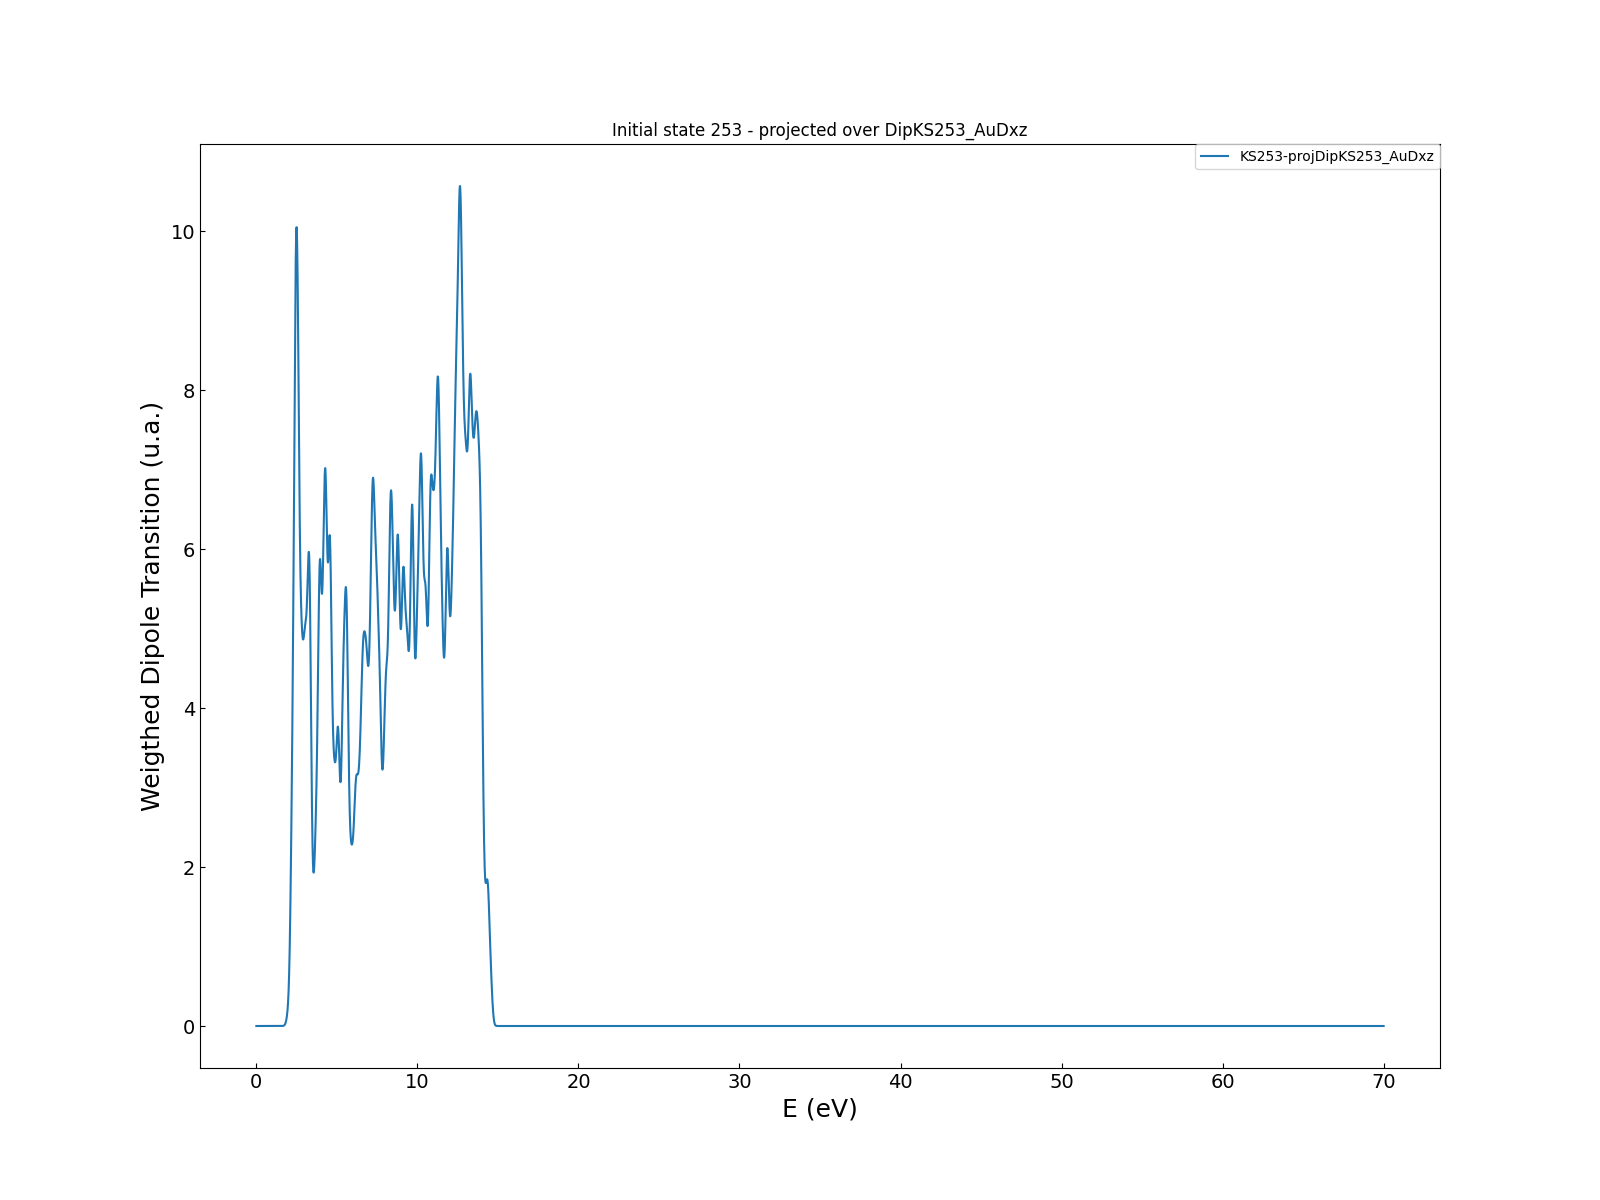 Initial state 253 - projected over DipKS253_AuDxz
KS253-projDipKS253_AuDxz
Weigthed Dipole Transition (u.a.)
10
8
6
4
2
0
0 10 20 30 40 50 60 70
E (eV)